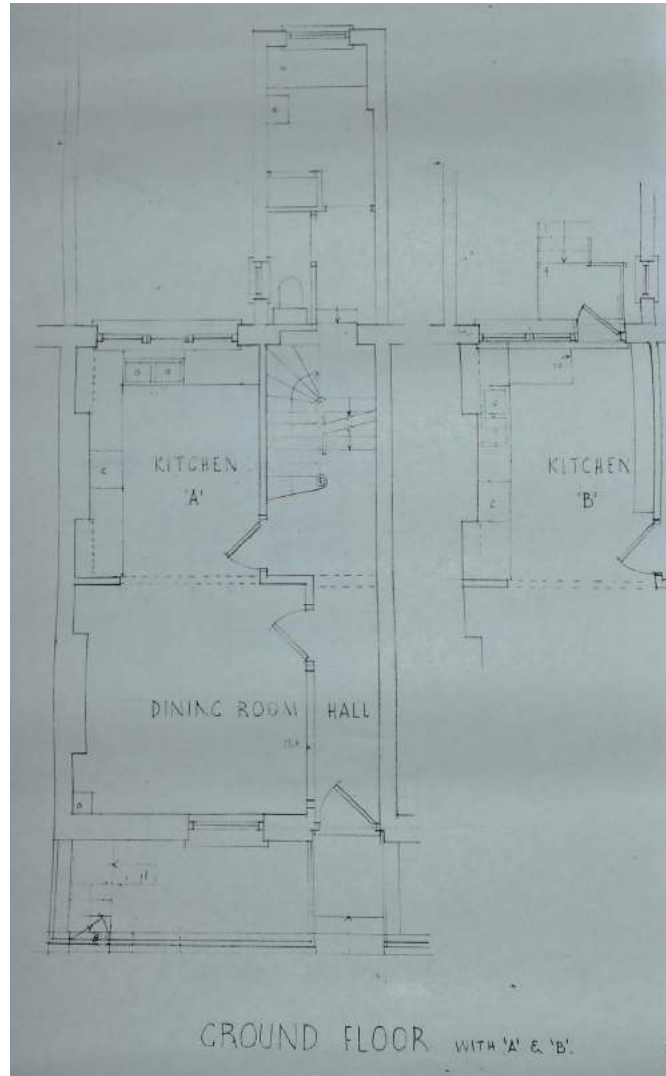 KITCHEN
'A'
KITCHEN
'B'
C
C
DINING ROOM
HALL
GROUND FLOOR WITH 'A' & 'B'.